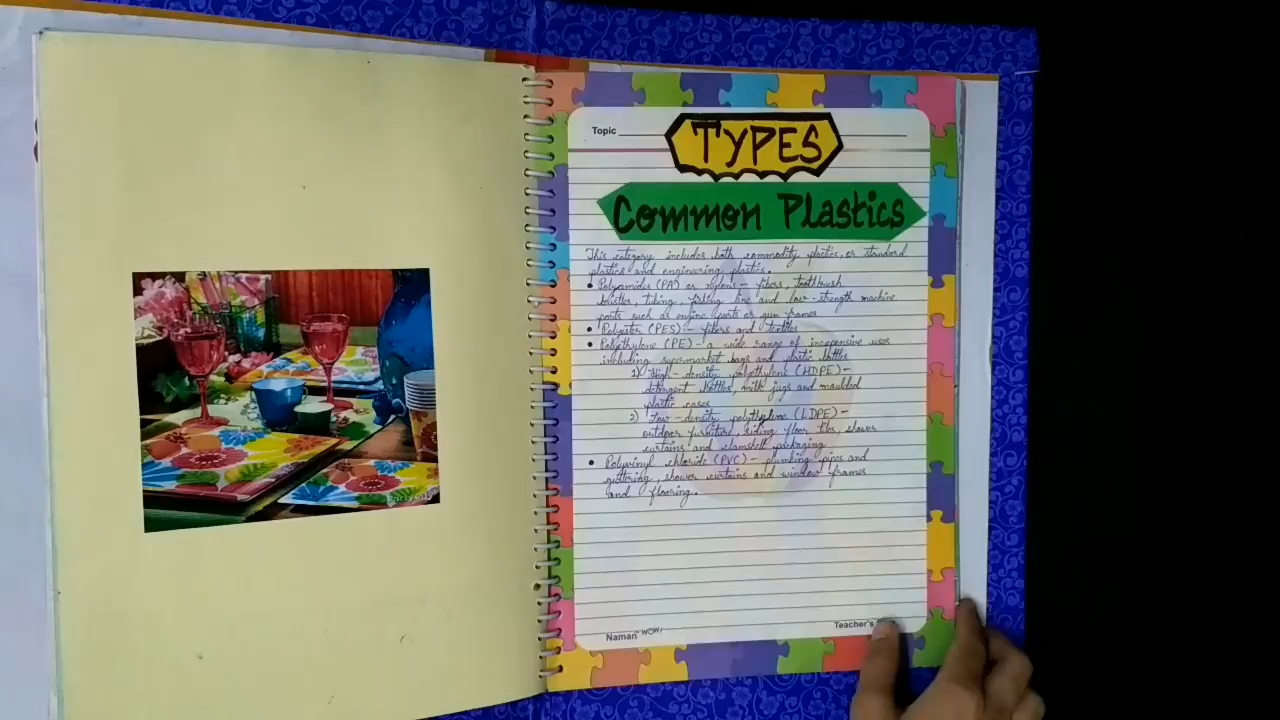 Topic
TYPES
Common Plastics
This category includes both commodity plastics, or standard
plastics and engineering plastics.
• Polyamides (PA) or nylons - fibers, toothbrush
bristles, tubing, fishing line and low-strength machine
parts such as engine parts or gun frames
• Polyester (PES) - fibers and textiles
• Polyethylene (PE) - a wide range of inexpensive uses
including supermarket bags and plastic bottles
1) High-density polyethylene (HDPE) -
detergent bottles, milk jugs and moulded
plastic cases
2) Low-density polyethylene (LDPE) -
outdoor furniture, siding, floor tiles, shower
curtains and clamshell packaging
• Polyvinyl chloride (PVC) - plumbing pipes and
guttering, shower curtains and window frames
and flooring.
Naman WOW!
Teacher's